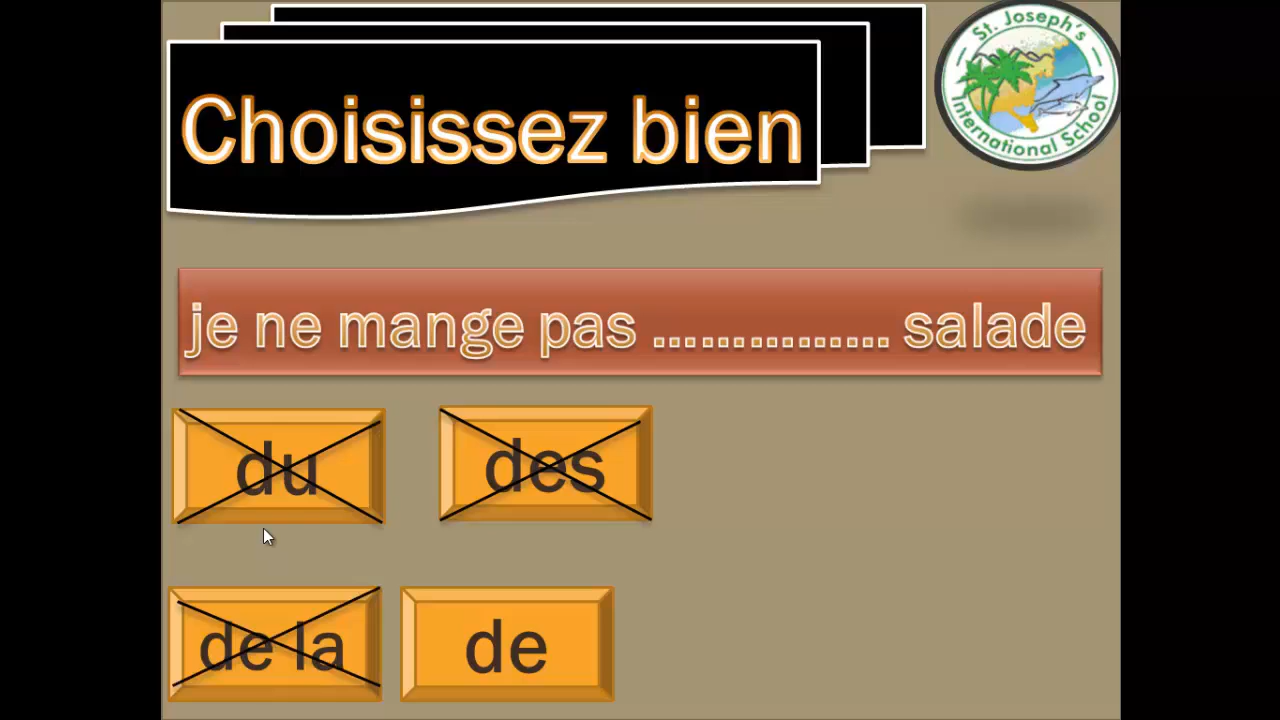 Choisissez bien
St. Joseph's
International School
je ne mange pas ............... salade
du
des
de la
de